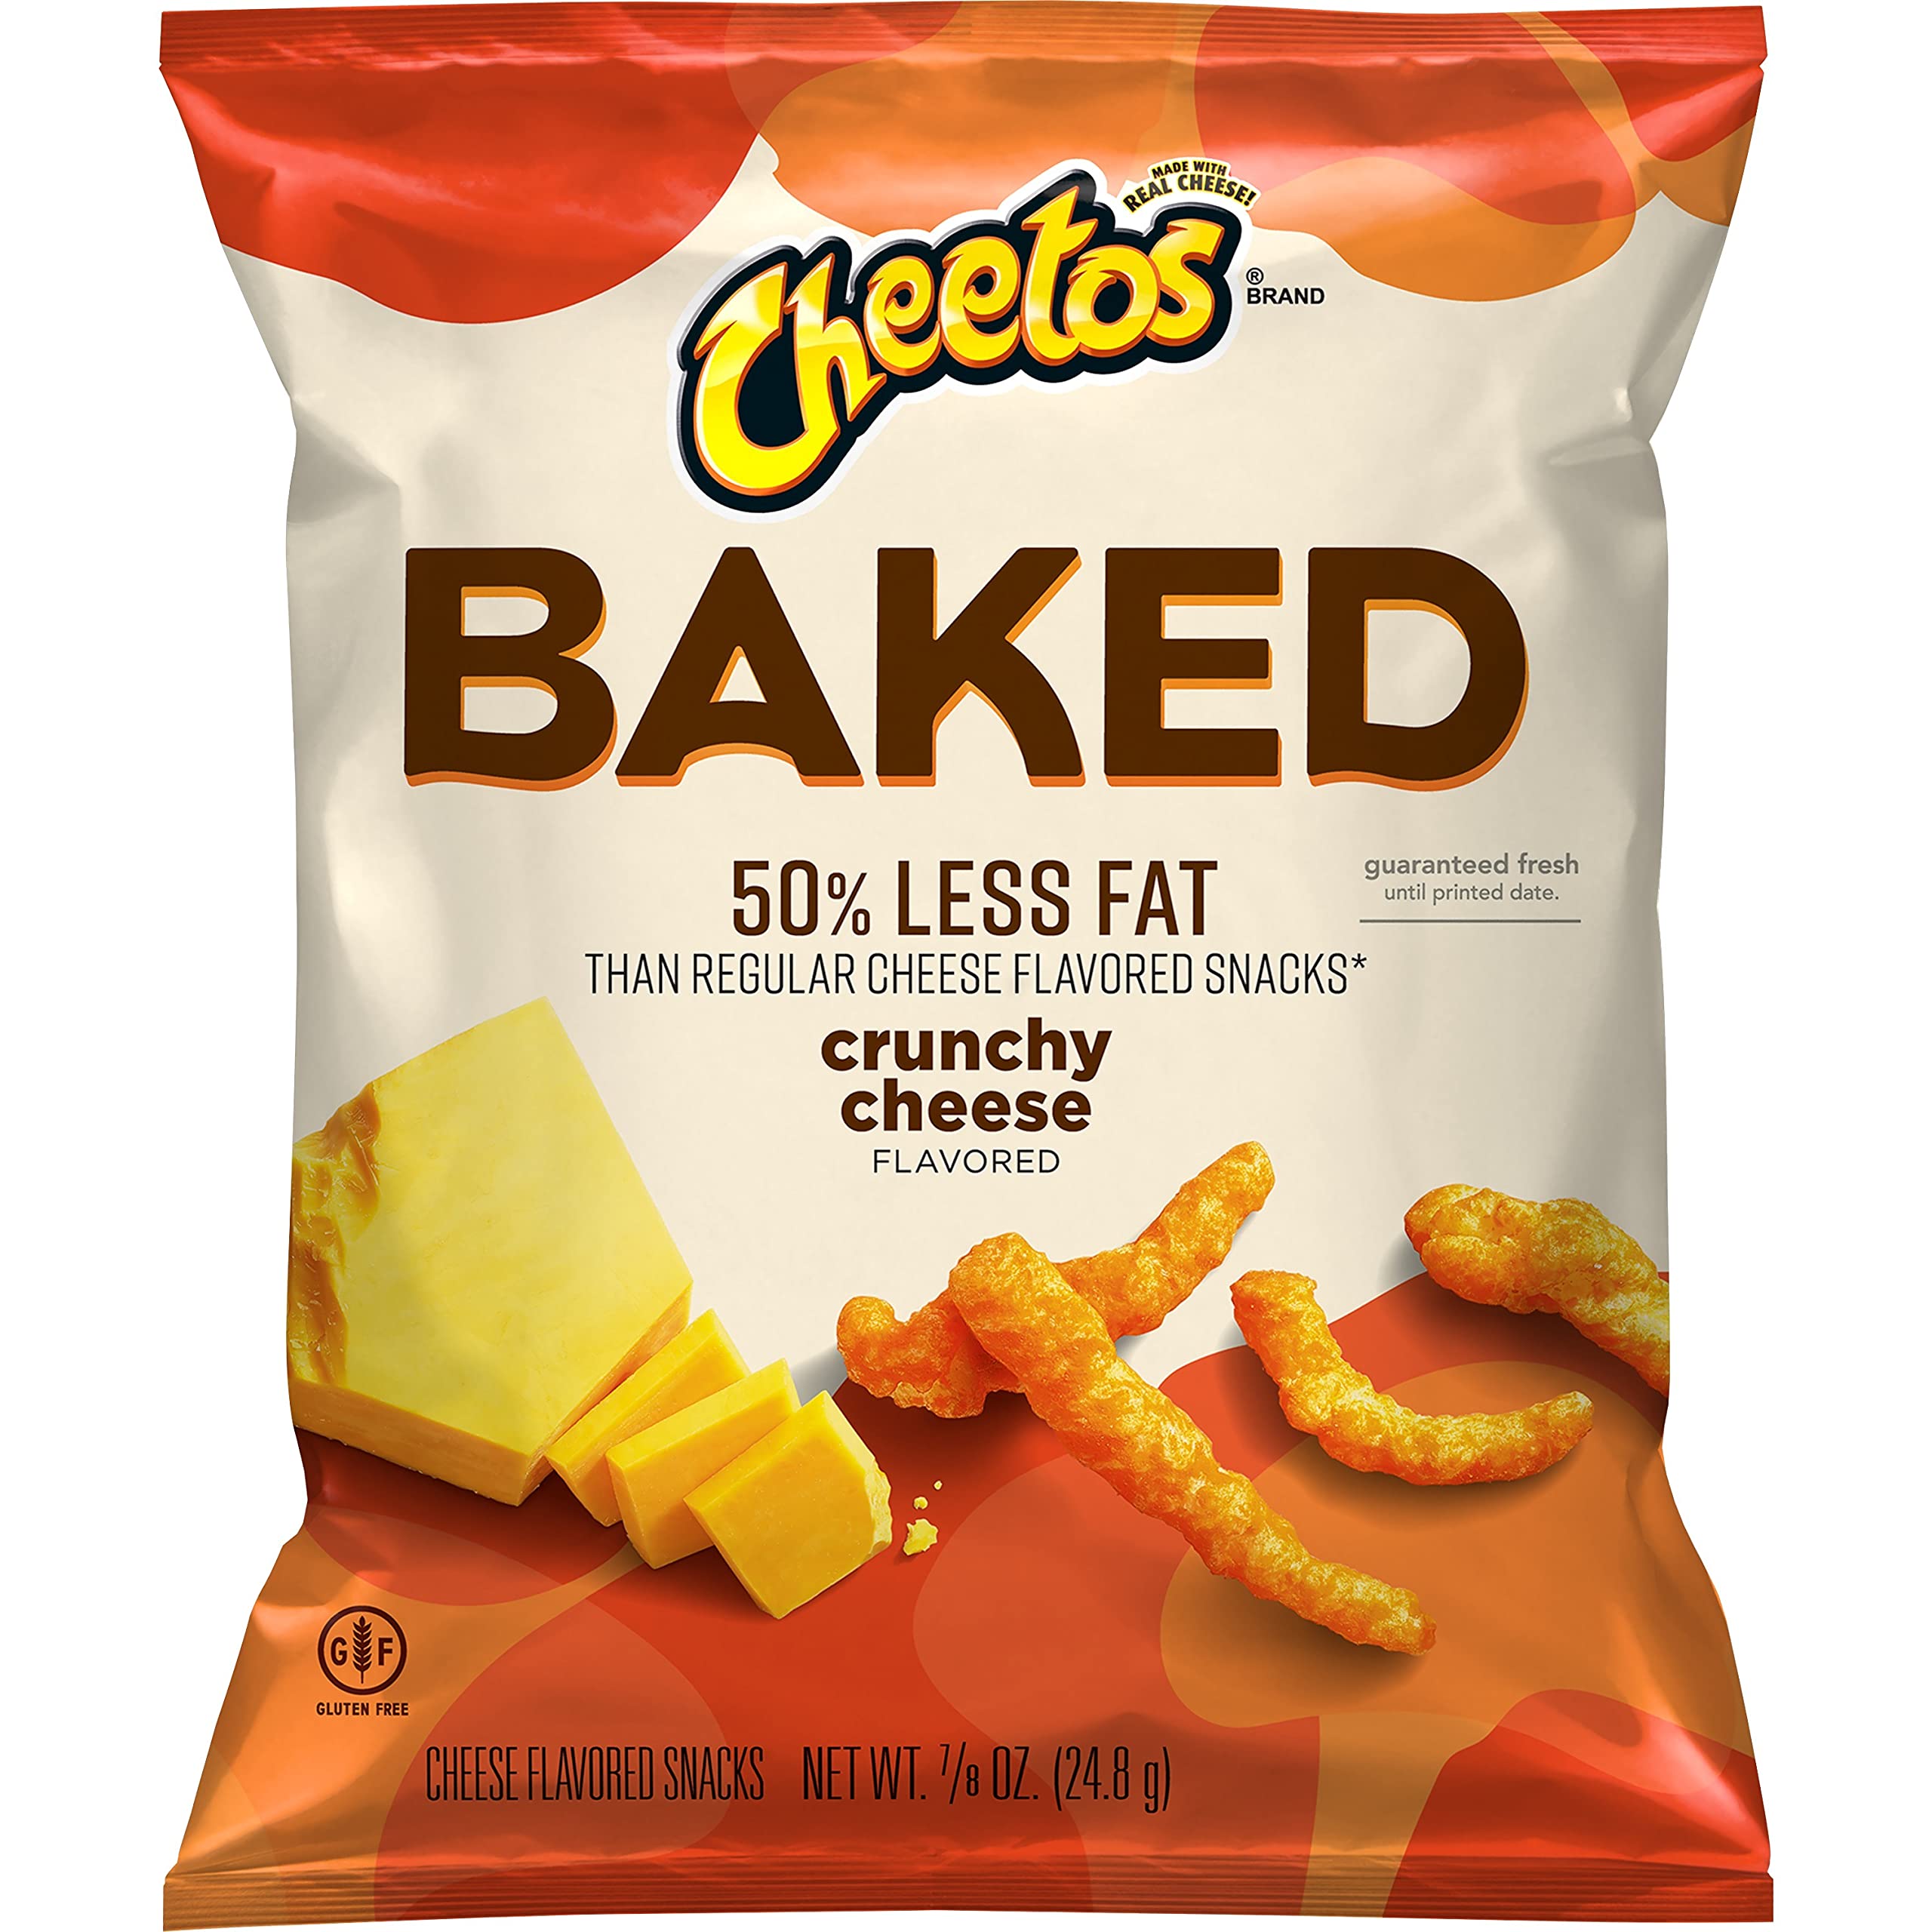 MADE WITH
REAL CHEESE!
Cheetos
®
BRAND
BAKED
50% LESS FAT
THAN REGULAR CHEESE FLAVORED SNACKS*
guaranteed fresh
until printed date.
crunchy
cheese
FLAVORED
G F
GLUTEN FREE
CHEESE FLAVORED SNACKS NET WT. 7/8 OZ. (24.8 g)